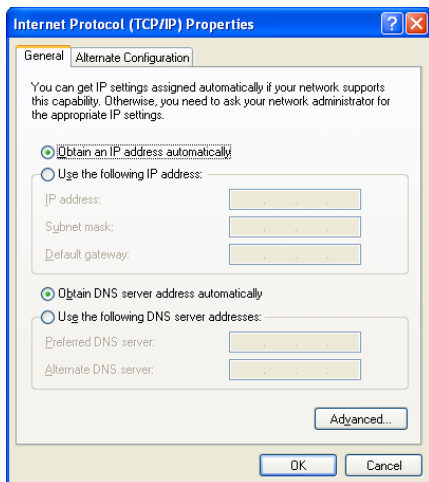 Internet Protocol (TCP/IP) Properties
General
Alternate Configuration
You can get IP settings assigned automatically if your network supports
this capability. Otherwise, you need to ask your network administrator for
the appropriate IP settings.
Obtain an IP address automatically
Use the following IP address:
IP address:
Subnet mask:
Default gateway:
Obtain DNS server address automatically
Use the following DNS server addresses:
Preferred DNS server:
Alternate DNS server:
Advanced...
OK
Cancel